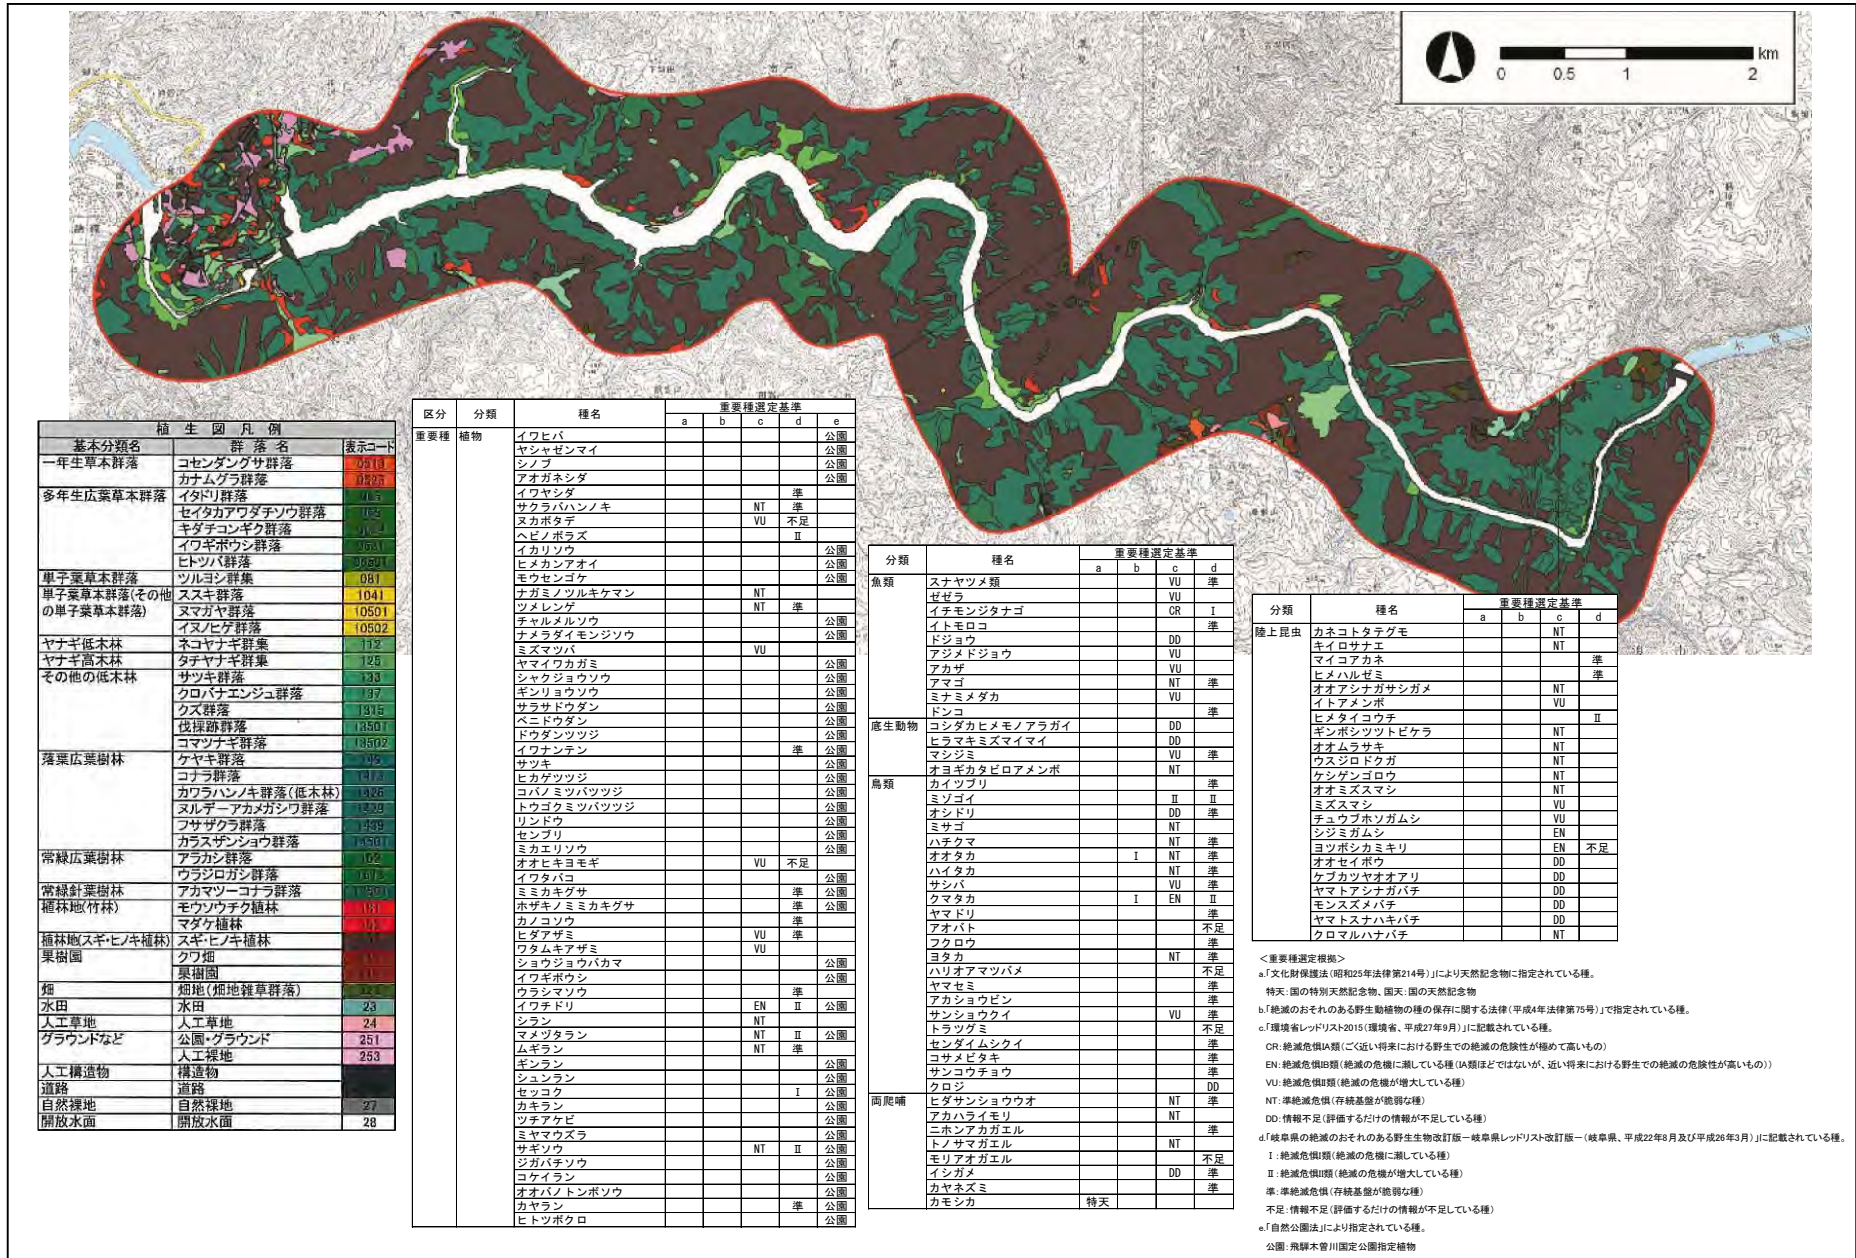 km
0 0.5 1 2
植生図凡例
基本分類名 群落名 表示コード
一年生草本群落 コセンダングサ群落
カナムグラ群落
多年生広葉草本群落 イタドリ群落
セイタカアワダチソウ群落
キダチコンギク群落
イワギボウシ群落
ヒトツバ群落
単子葉草本群落 ツルヨシ群集 081
単子葉草本群落(その他の単子葉草本群落) ススキ群落 1041
ヌマガヤ群落 10501
イヌノヒゲ群落 10502
ヤナギ低木林 ネコヤナギ群集 112
ヤナギ高木林 タチヤナギ群集 125
その他の低木林 サツキ群落 133
クロバナエンジュ群落 137
クズ群落 1315
伐採跡群落 13501
コマツナギ群落 13502
落葉広葉樹林 ケヤキ群落
コナラ群落
カワラハンノキ群落(低木林)
ヌルデーアカメガシワ群落
フサザクラ群落
カラスザンショウ群落
常緑広葉樹林 アラカシ群落
ウラジロガシ群落
常緑針葉樹林 アカマツーコナラ群落
植林地(竹林) モウソウチク植林
マダケ植林
植林地(スギ・ヒノキ植林) スギ・ヒノキ植林
果樹園 クワ畑
果樹園
畑 畑地(畑地雑草群落)
水田 水田 23
人工草地 人工草地 24
グラウンドなど 公園・グラウンド 251
人工裸地 253
人工構造物 構造物
道路 道路
自然裸地 自然裸地 27
開放水面 開放水面 28
区分 分類 種名 重要種選定基準
a b c d e
重要種 植物 イワヒバ 公園
ヤシャゼンマイ 公園
シノブ 公園
アオガネシダ 公園
イワヤシダ 準
サクラバハンノキ NT 準
ヌカボタデ VU 不足
ヘビノボラズ Ⅱ
イカリソウ 公園
ヒメカンアオイ 公園
モウセンゴケ 公園
ナガミノツルキケマン NT
ツメレンゲ NT 準
チャルメルソウ 公園
ナメラダイモンジソウ 公園
ミズマツバ VU
ヤマイワカガミ 公園
シャクジョウソウ 公園
ギンリョウソウ 公園
サラサドウダン 公園
ベニドウダン 公園
ドウダンツツジ 公園
イワナンテン 準 公園
サツキ 公園
ヒカゲツツジ 公園
コバノミツバツツジ 公園
トウゴクミツバツツジ 公園
リンドウ 公園
センブリ 公園
ミカエリソウ 公園
オオヒキヨモギ VU 不足
イワタバコ 公園
ミミカキグサ 準 公園
ホザキノミミカキグサ 準 公園
カノコソウ 準
ヒダアザミ VU 準
ワタムキアザミ VU
ショウジョウバカマ 公園
イワギボウシ 公園
ウラシマソウ 準
イワチドリ EN Ⅱ 公園
シラン NT
マメヅタラン NT Ⅱ 公園
ムギラン NT 準
ギンラン 公園
シュンラン 公園
セッコク Ⅰ 公園
カキラン 公園
ツチアケビ 公園
ミヤマウズラ 公園
サギソウ NT Ⅱ 公園
ジガバチソウ 公園
コケイラン 公園
オオバノトンボソウ 公園
カヤラン 準 公園
ヒトツボクロ 公園
分類 種名 重要種選定基準
a b c d
魚類 スナヤツメ類 VU 準
ゼゼラ VU
イチモンジタナゴ CR Ⅰ
イトモロコ 準
ドジョウ DD
アジメドジョウ VU
アカザ VU
アマゴ NT 準
ミナミメダカ VU
ドンコ 準
底生動物 コシダカヒメモノアラガイ DD
ヒラマキミズマイマイ DD
マシジミ VU 準
オヨギカタビロアメンボ NT
鳥類 カイツブリ 準
ミゾゴイ Ⅱ Ⅱ
オシドリ DD 準
ミサゴ NT
ハチクマ NT 準
オオタカ Ⅰ NT 準
ハイタカ NT 準
サシバ VU 準
クマタカ Ⅰ EN Ⅱ
ヤマドリ 準
アオバト 不足
フクロウ 準
ヨタカ NT 準
ハリオアマツバメ 不足
ヤマセミ 準
アカショウビン 準
サンショウクイ VU 準
トラツグミ 不足
センダイムシクイ 準
コサメビタキ 準
サンコウチョウ 準
クロジ DD
両爬哺 ヒダサンショウウオ NT 準
アカハライモリ NT
ニホンアカガエル 準
トノサマガエル NT
モリアオガエル 不足
イシガメ DD 準
カヤネズミ 準
カモシカ 特天
分類 種名 重要種選定基準
a b c d
陸上昆虫 カネコトタテグモ NT
キイロサナエ NT
マイコアカネ 準
ヒメハルゼミ 準
オオアシナガサシガメ NT
イトアメンボ VU
ヒメタイコウチ Ⅱ
ギンボシツツトビケラ NT
オオムラサキ NT
ウスジロドクガ NT
ケシゲンゴロウ NT
オオミズスマシ NT
ミズスマシ VU
チュウブホソガムシ VU
シジミガムシ EN
ヨツボシカミキリ EN 不足
オオセイボウ DD
ケブカツヤオオアリ DD
ヤマトアシナガバチ DD
モンスズメバチ DD
ヤマトスナハキバチ DD
クロマルハナバチ NT
＜重要種選定根拠＞
a.「文化財保護法(昭和25年法律第214号)」により天然記念物に指定されている種。
特天:国の特別天然記念物、国天:国の天然記念物
b.「絶滅のおそれのある野生動植物の種の保存に関する法律(平成4年法律第75号)」で指定されている種。
c.「環境省レッドリスト2015(環境省、平成27年9月)」に記載されている種。
CR:絶滅危惧IA類(ごく近い将来における野生での絶滅の危険性が極めて高いもの)
EN:絶滅危惧IB類(絶滅の危機に瀕している種(IA類ほどではないが、近い将来における野生での絶滅の危険性が高いもの))
VU:絶滅危惧Ⅱ類(絶滅の危機が増大している種)
NT:準絶滅危惧(存続基盤が脆弱な種)
DD:情報不足(評価するだけの情報が不足している種)
d.「岐阜県の絶滅のおそれのある野生生物改訂版－岐阜県レッドリスト改訂版－(岐阜県、平成22年8月及び平成26年3月)」に記載されている種。
Ⅰ:絶滅危惧Ⅰ類(絶滅の危機に瀕している種)
Ⅱ:絶滅危惧Ⅱ類(絶滅の危機が増大している種)
準:準絶滅危惧(存続基盤が脆弱な種)
不足:情報不足(評価するだけの情報が不足している種)
e.「自然公園法」により指定されている種。
公園:飛騨木曽川国定公園指定植物